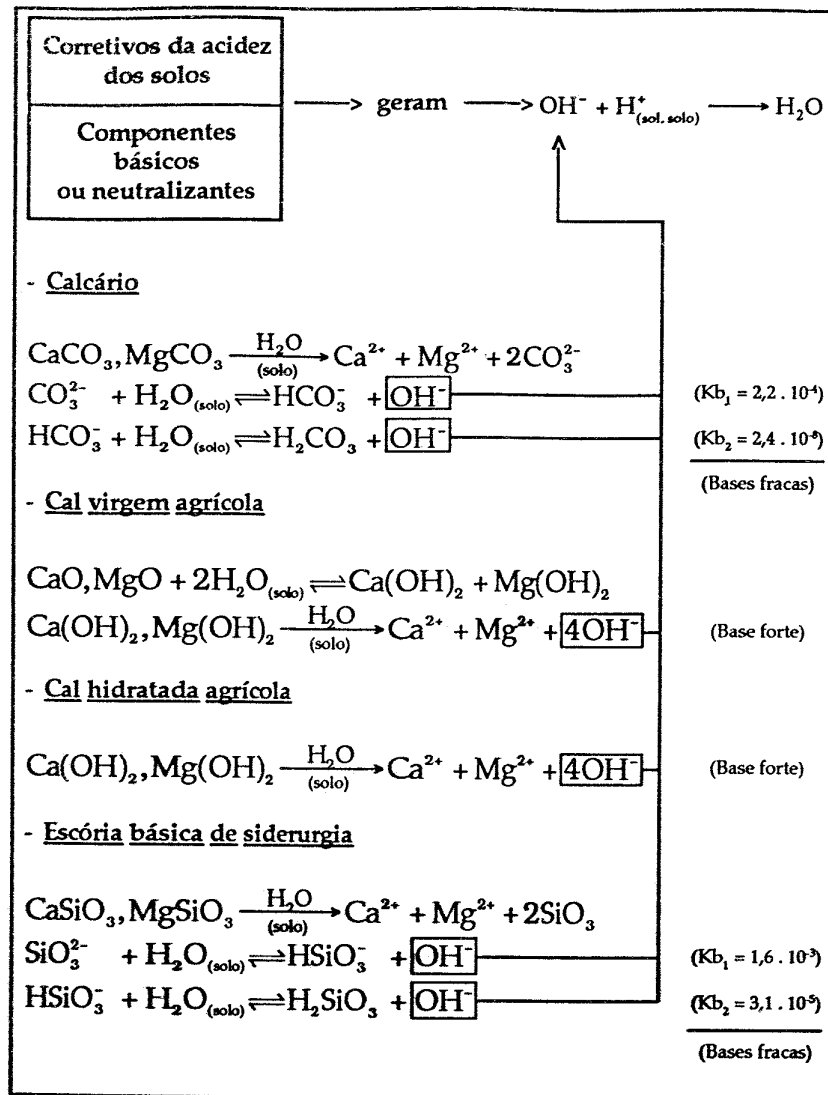 Corretivos da acidez
dos solos
Componentes
básicos
ou neutralizantes
geram
OH⁻ + H⁺(sol. solo) → H₂O
- Calcário
CaCO₃, MgCO₃ —H₂O (solo)→ Ca²⁺ + Mg²⁺ + 2CO₃²⁻
CO₃²⁻ + H₂O(solo) ⇌ HCO₃⁻ + OH⁻ (Kb₁ = 2,2 . 10⁻⁴)
HCO₃⁻ + H₂O(solo) ⇌ H₂CO₃ + OH⁻ (Kb₂ = 2,4 . 10⁻⁸)
(Bases fracas)
- Cal virgem agrícola
CaO, MgO + 2H₂O(solo) ⇌ Ca(OH)₂ + Mg(OH)₂
Ca(OH)₂, Mg(OH)₂ —H₂O (solo)→ Ca²⁺ + Mg²⁺ + 4OH⁻ (Base forte)
- Cal hidratada agrícola
Ca(OH)₂, Mg(OH)₂ —H₂O (solo)→ Ca²⁺ + Mg²⁺ + 4OH⁻ (Base forte)
- Escória básica de siderurgia
CaSiO₃, MgSiO₃ —H₂O (solo)→ Ca²⁺ + Mg²⁺ + 2SiO₃
SiO₃²⁻ + H₂O(solo) ⇌ HSiO₃⁻ + OH⁻ (Kb₁ = 1,6 . 10⁻³)
HSiO₃⁻ + H₂O(solo) ⇌ H₂SiO₃ + OH⁻ (Kb₂ = 3,1 . 10⁻⁵)
(Bases fracas)